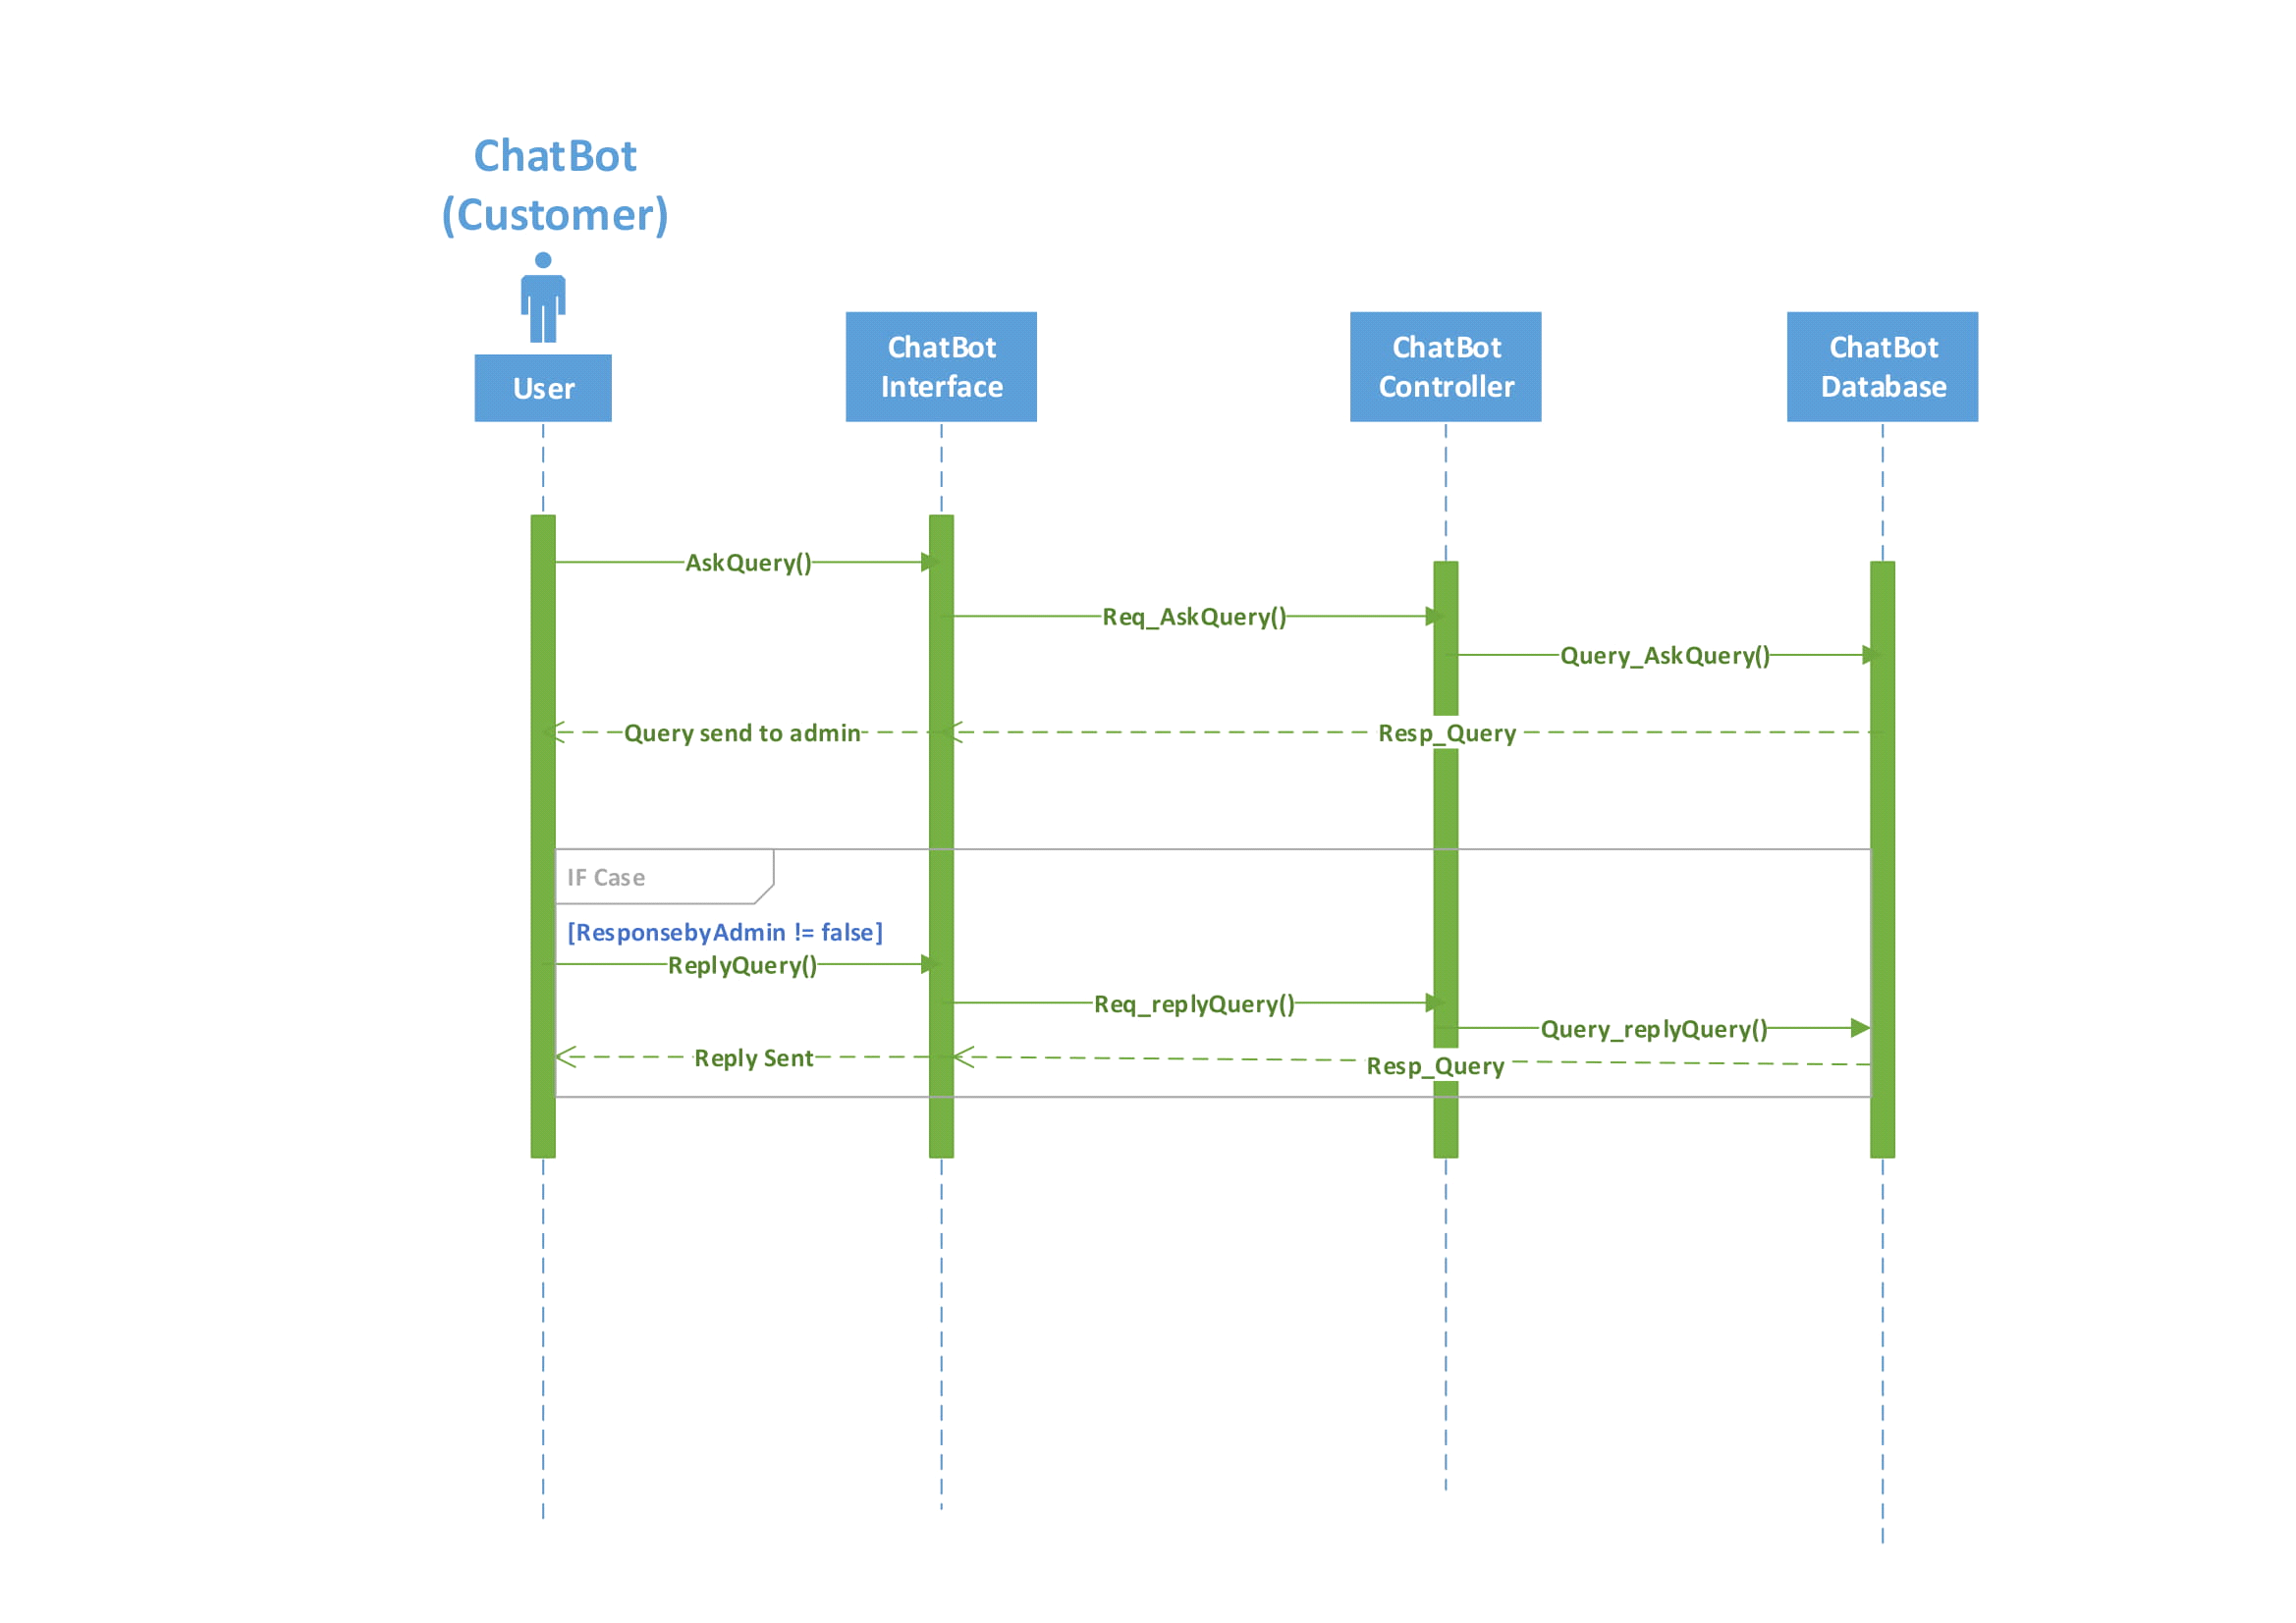 ChatBot
(Customer)
User
ChatBot
Interface
ChatBot
Controller
ChatBot
Database
AskQuery()
Req_AskQuery()
Query_AskQuery()
Query send to admin
Resp_Query
IF Case
[ResponsebyAdmin != false]
ReplyQuery()
Req_replyQuery()
Query_replyQuery()
Reply Sent
Resp_Query